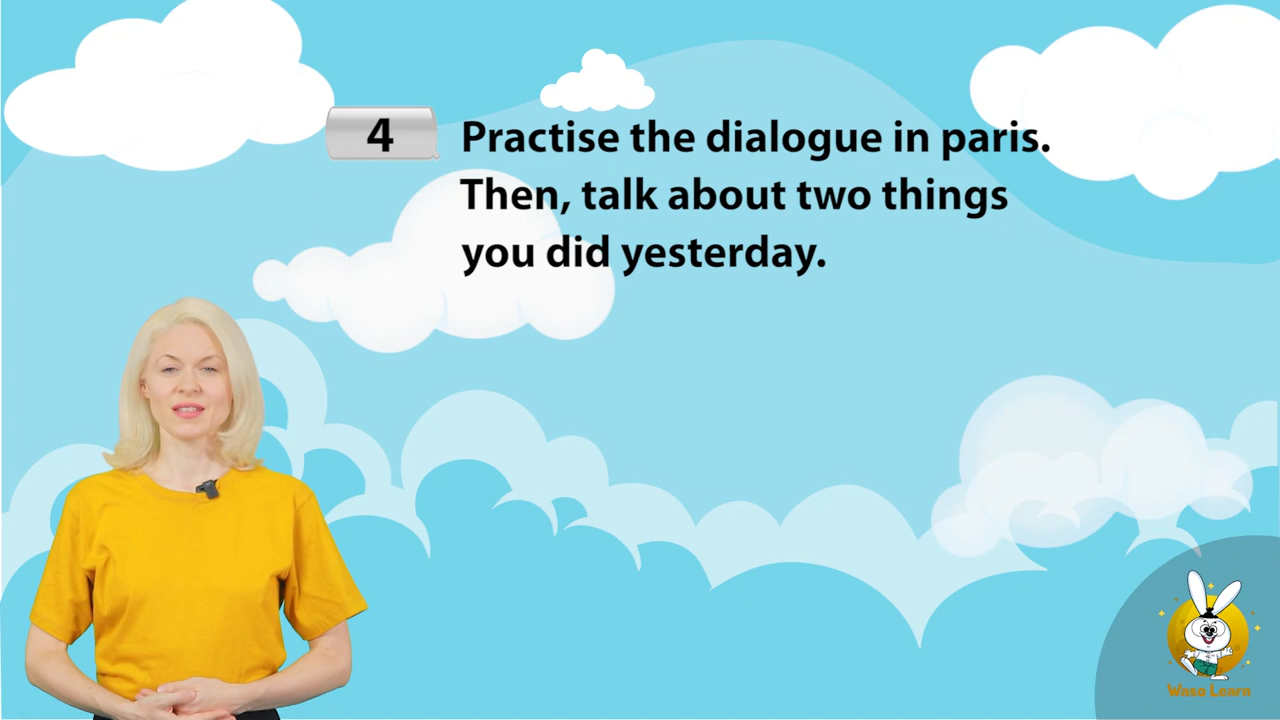 4 Practise the dialogue in paris.
Then, talk about two things
you did yesterday.
Waso Learn